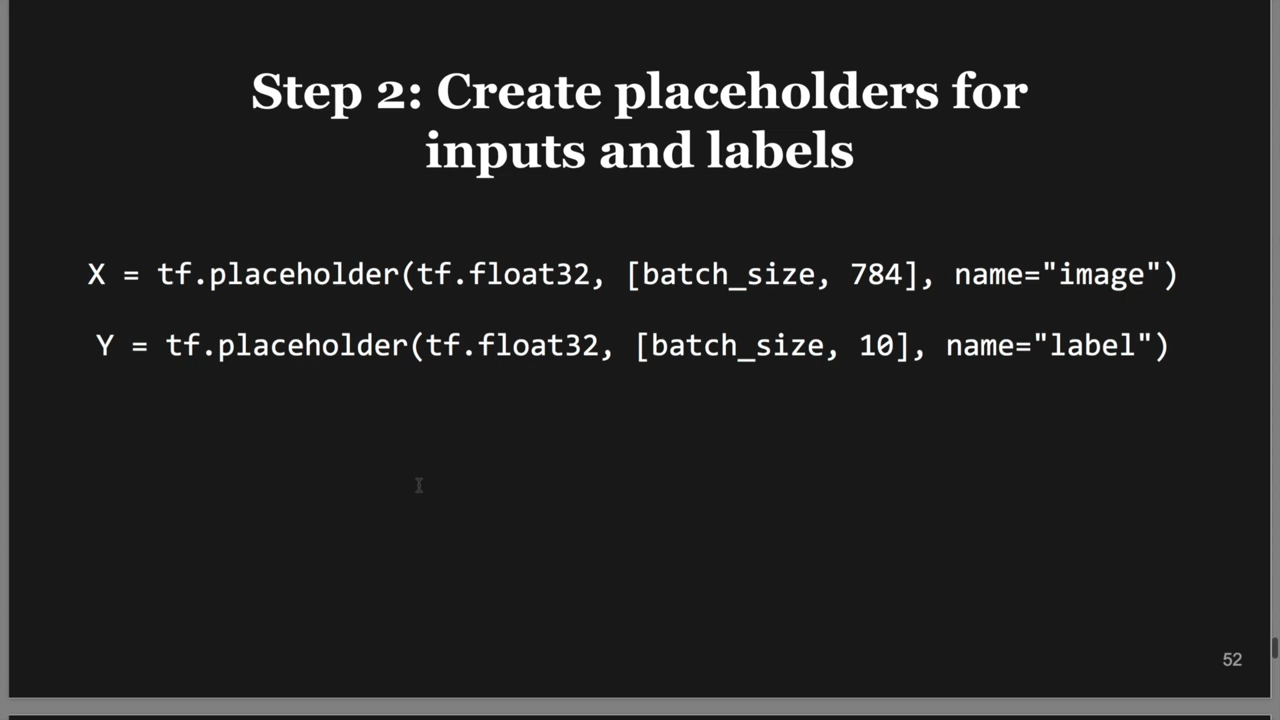 Step 2: Create placeholders for
inputs and labels
X = tf.placeholder(tf.float32, [batch_size, 784], name="image")
Y = tf.placeholder(tf.float32, [batch_size, 10], name="label")
52